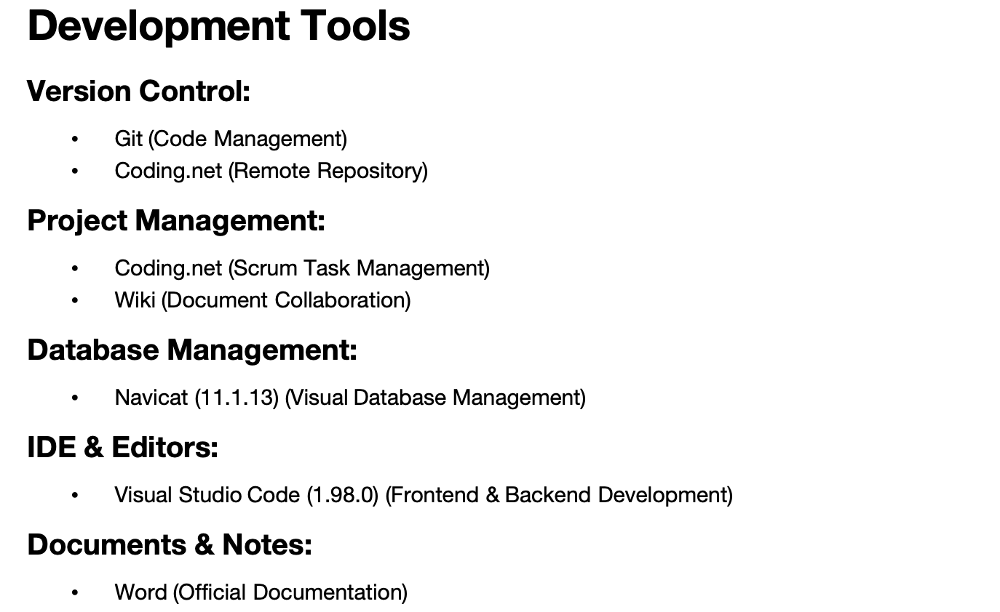 Development Tools
Version Control:
• Git (Code Management)
• Coding.net (Remote Repository)
Project Management:
• Coding.net (Scrum Task Management)
• Wiki (Document Collaboration)
Database Management:
• Navicat (11.1.13) (Visual Database Management)
IDE & Editors:
• Visual Studio Code (1.98.0) (Frontend & Backend Development)
Documents & Notes:
• Word (Official Documentation)